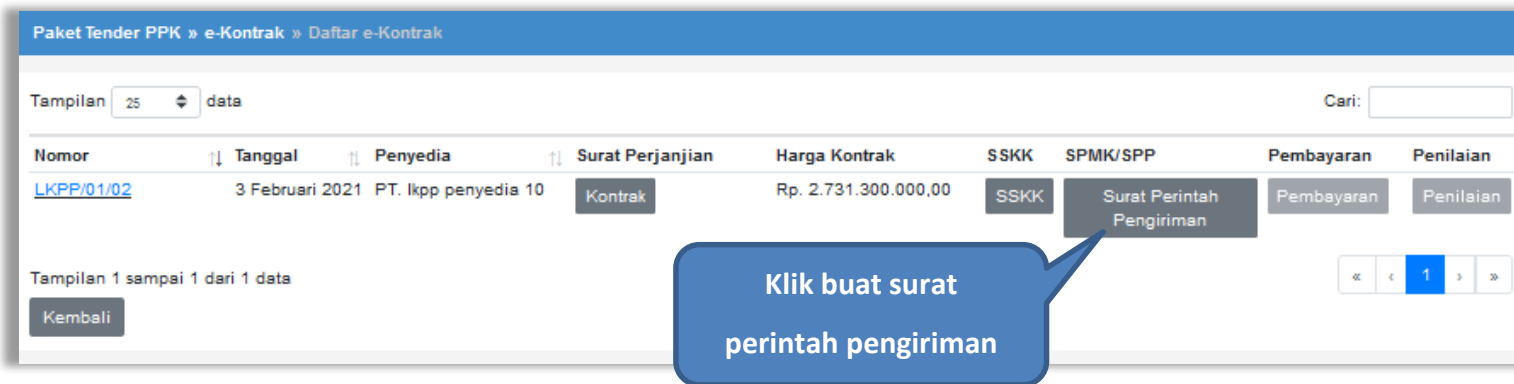 Paket Tender PPK » e-Kontrak » Daftar e-Kontrak
Tampilan 25 data
Cari:
Nomor Tanggal Penyedia Surat Perjanjian Harga Kontrak SSKK SPMK/SPP Pembayaran Penilaian
LKPP/01/02 3 Februari 2021 PT. lkpp penyedia 10 Kontrak Rp. 2.731.300.000,00 SSKK Surat Perintah Pembayaran Penilaian
Pengiriman
Klik buat surat
perintah pengiriman
Tampilan 1 sampai 1 dari 1 data
« ‹ 1 › »
Kembali